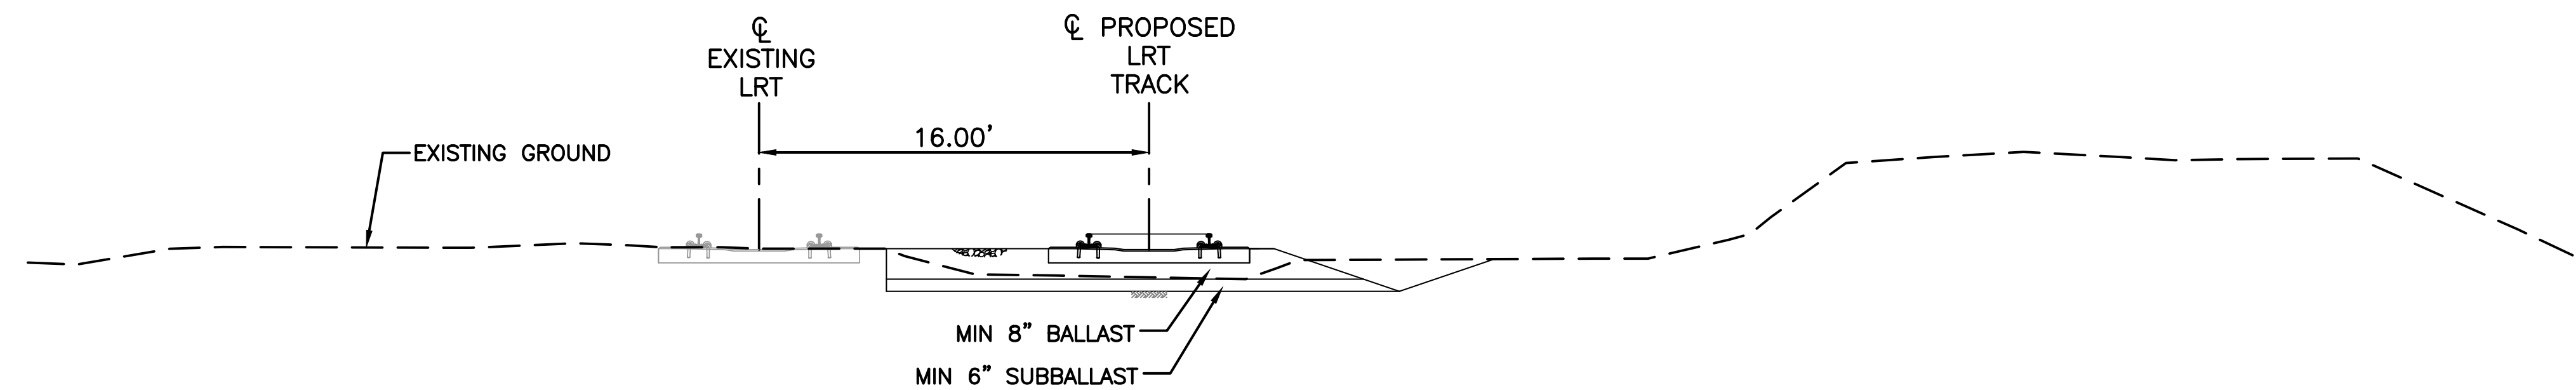 ℄
EXISTING
LRT
℄ PROPOSED
LRT
TRACK
16.00'
EXISTING GROUND
MIN 8" BALLAST
MIN 6" SUBBALLAST